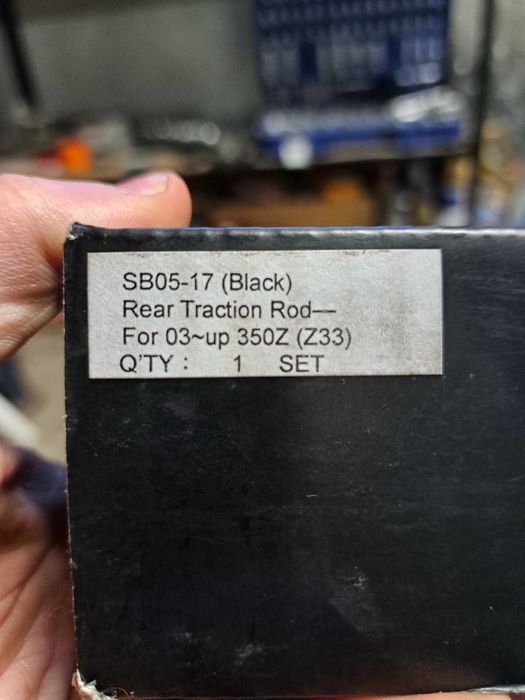 SB05-17 (Black)
Rear Traction Rod—
For 03~up 350Z (Z33)
Q'TY : 1 SET